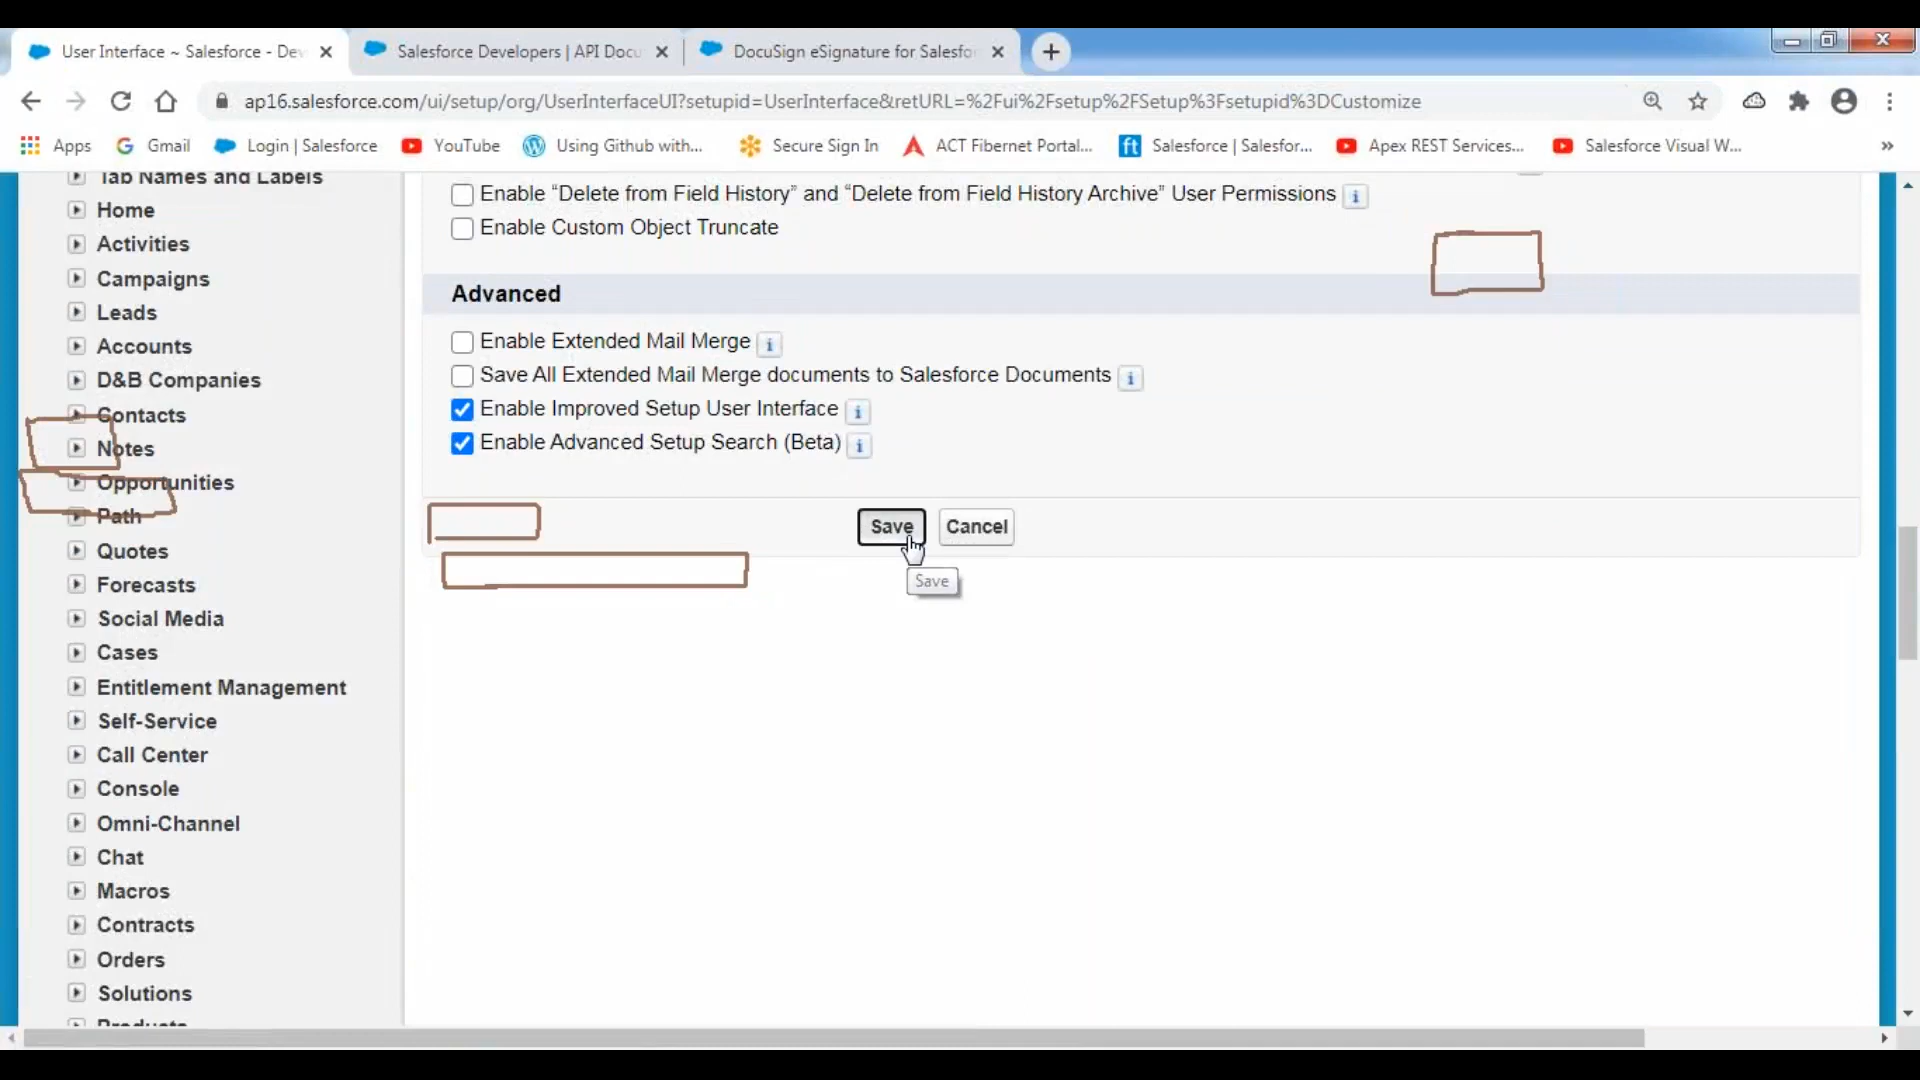 User Interface ~ Salesforce - Dev
Salesforce Developers | API Docu
DocuSign eSignature for Salesfo
ap16.salesforce.com/ui/setup/org/UserInterfaceUI?setupid=UserInterface&retURL=%2Fui%2Fsetup%2FSetup%3Fsetupid%3DCustomize
Apps
Gmail
Login | Salesforce
YouTube
Using Github with...
Secure Sign In
ACT Fibernet Portal...
ft
Salesforce | Salesfor...
Apex REST Services...
Salesforce Visual W...
»
Tab Names and Labels
Home
Activities
Campaigns
Leads
Accounts
D&B Companies
Contacts
Notes
Opportunities
Path
Quotes
Forecasts
Social Media
Cases
Entitlement Management
Self-Service
Call Center
Console
Omni-Channel
Chat
Macros
Contracts
Orders
Solutions
Products
Enable “Delete from Field History” and “Delete from Field History Archive” User Permissions
Enable Custom Object Truncate
Advanced
Enable Extended Mail Merge
Save All Extended Mail Merge documents to Salesforce Documents
Enable Improved Setup User Interface
Enable Advanced Setup Search (Beta)
Save
Cancel
Save